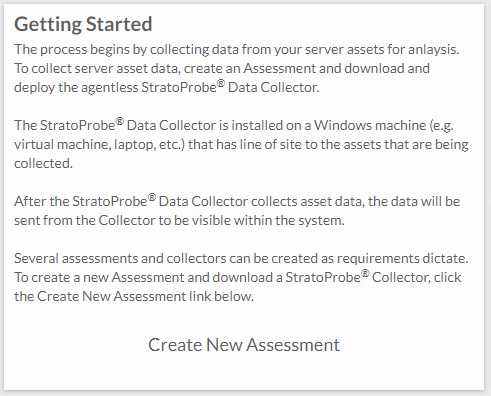 Getting Started
The process begins by collecting data from your server assets for anlaysis.
To collect server asset data, create an Assessment and download and
deploy the agentless StratoProbe® Data Collector.
The StratoProbe® Data Collector is installed on a Windows machine (e.g.
virtual machine, laptop, etc.) that has line of site to the assets that are being
collected.
After the StratoProbe® Data Collector collects asset data, the data will be
sent from the Collector to be visible within the system.
Several assessments and collectors can be created as requirements dictate.
To create a new Assessment and download a StratoProbe® Collector, click
the Create New Assessment link below.
Create New Assessment